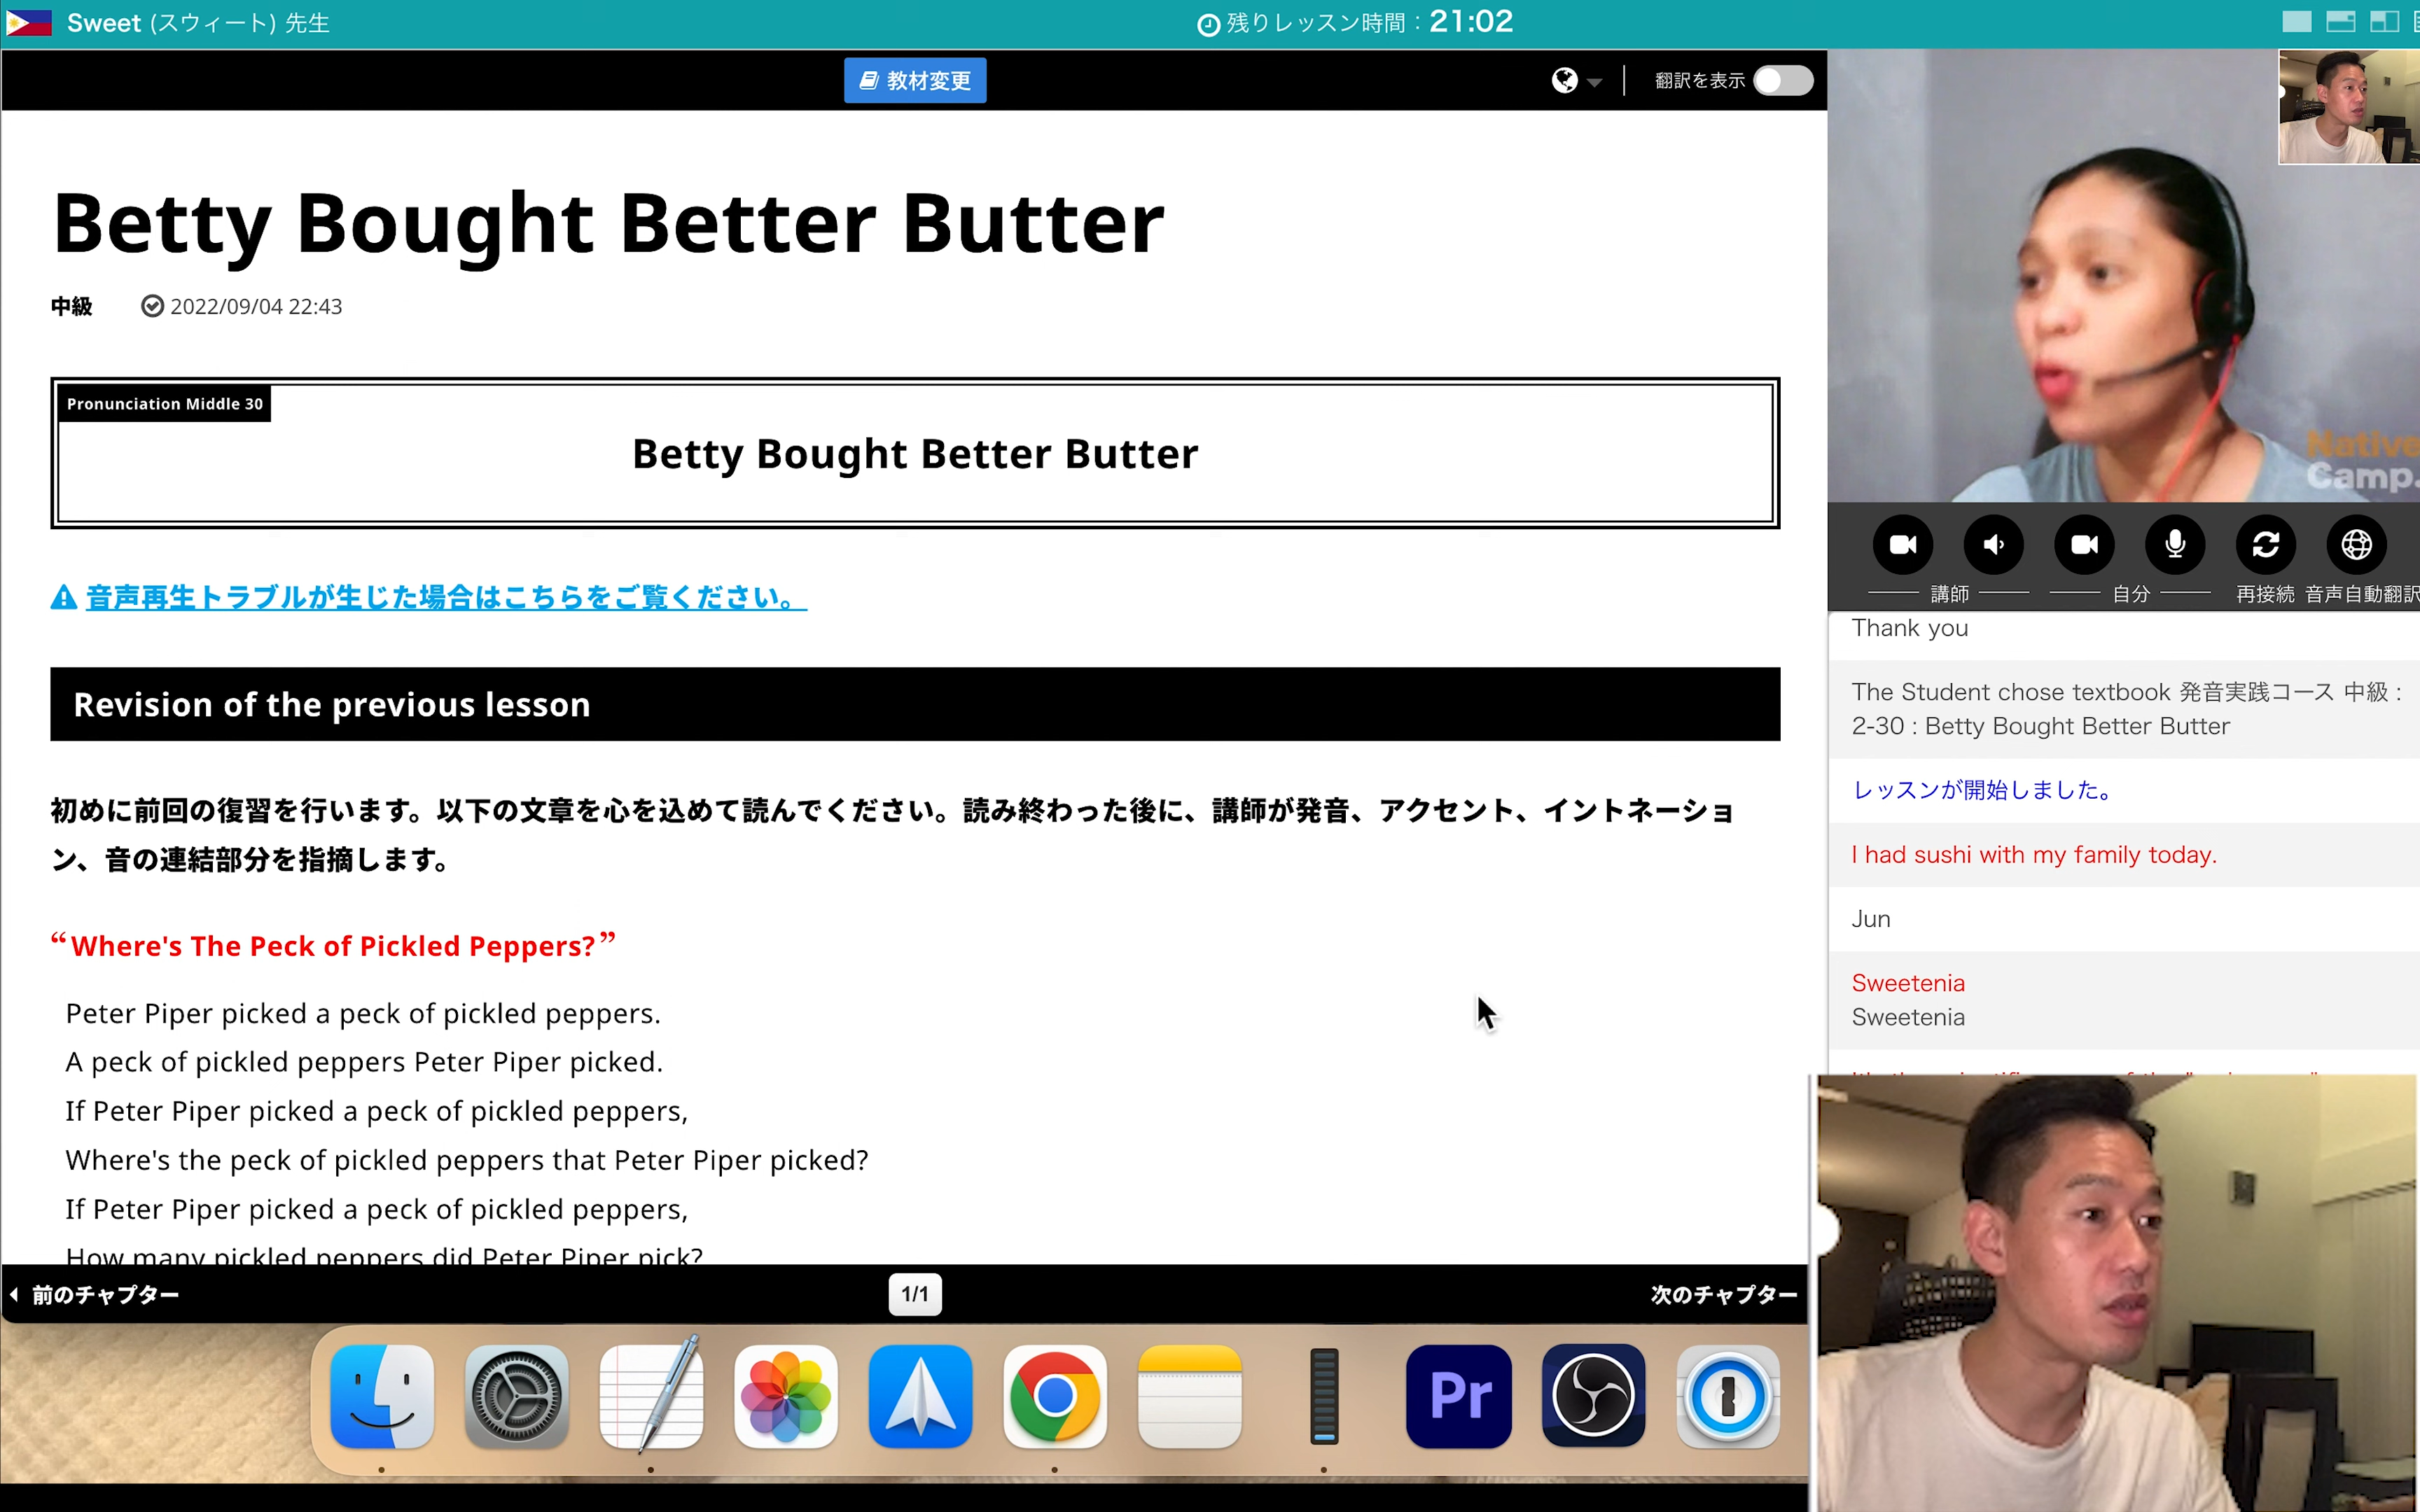 Sweet (スウィート) 先生
残りレッスン時間 : 21:02
教材変更
翻訳を表示
Betty Bought Better Butter
中級
2022/09/04 22:43
Pronunciation Middle 30
Betty Bought Better Butter
音声再生トラブルが生じた場合はこちらをご覧ください。
Revision of the previous lesson
初めに前回の復習を行います。以下の文章を心を込めて読んでください。読み終わった後に、講師が発音、アクセント、イントネーショ
ン、音の連結部分を指摘します。
“Where's The Peck of Pickled Peppers?”
Peter Piper picked a peck of pickled peppers.
A peck of pickled peppers Peter Piper picked.
If Peter Piper picked a peck of pickled peppers,
Where's the peck of pickled peppers that Peter Piper picked?
If Peter Piper picked a peck of pickled peppers,
How many pickled peppers did Peter Piper pick?
前のチャプター
1/1
次のチャプター
Native
Camp.
講師
自分
再接続
音声自動翻訳
Thank you
The Student chose textbook 発音実践コース 中級 :
2-30 : Betty Bought Better Butter
レッスンが開始しました。
I had sushi with my family today.
Jun
Sweetenia
Sweetenia
Pr